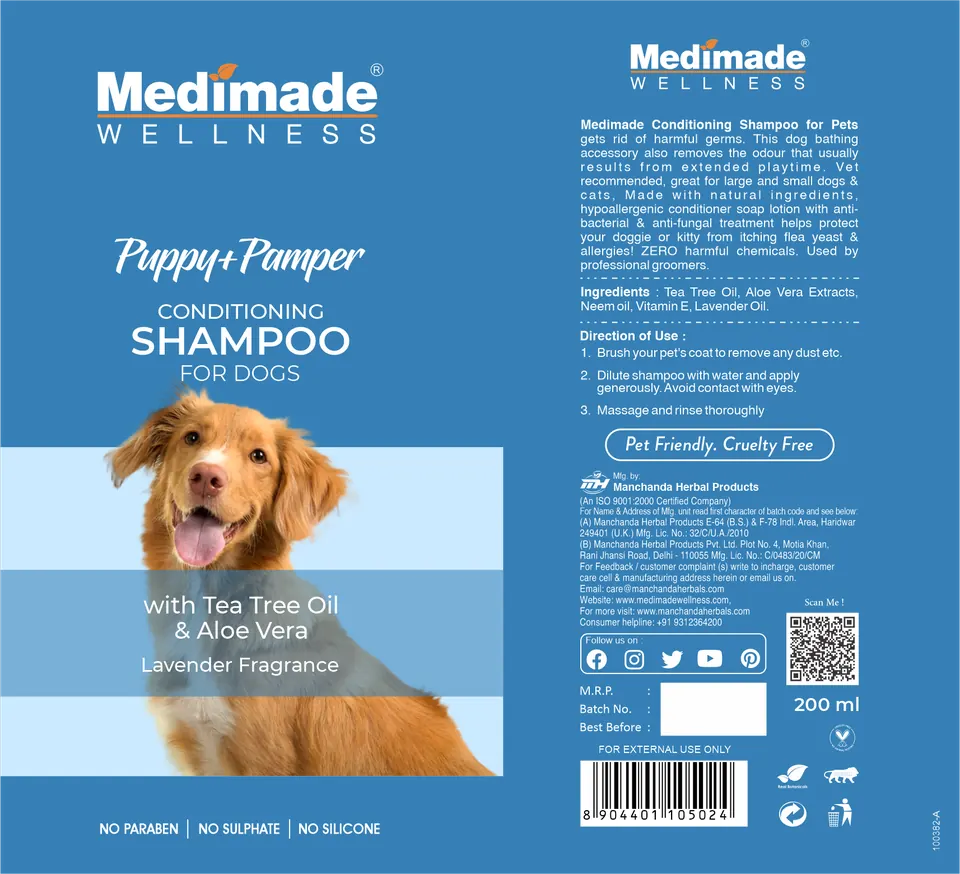 Medimade®
WELLNESS
Puppy+Pamper
CONDITIONING
SHAMPOO
FOR DOGS
with Tea Tree Oil
& Aloe Vera
Lavender Fragrance
NO PARABEN | NO SULPHATE | NO SILICONE
Medimade®
WELLNESS
Medimade Conditioning Shampoo for Pets
gets rid of harmful germs. This dog bathing
accessory also removes the odour that usually
results from extended playtime. Vet
recommended, great for large and small dogs &
cats, Made with natural ingredients,
hypoallergenic conditioner soap lotion with anti-
bacterial & anti-fungal treatment helps protect
your doggie or kitty from itching flea yeast &
allergies! ZERO harmful chemicals. Used by
professional groomers.
Ingredients : Tea Tree Oil, Aloe Vera Extracts,
Neem oil, Vitamin E, Lavender Oil.
Direction of Use :
1. Brush your pet's coat to remove any dust etc.
2. Dilute shampoo with water and apply
generously. Avoid contact with eyes.
3. Massage and rinse thoroughly
Pet Friendly. Cruelty Free
MH
Mfg. by:
Manchanda Herbal Products
(An ISO 9001:2000 Certified Company)
For Name & Address of Mfg. unit read first character of batch code and see below:
(A) Manchanda Herbal Products E-64 (B.S.) & F-78 Indl. Area, Haridwar
249401 (U.K.) Mfg. Lic. No.: 32/C/U.A./2010
(B) Manchanda Herbal Products Pvt. Ltd. Plot No. 4, Motia Khan,
Rani Jhansi Road, Delhi - 110055 Mfg. Lic. No.: C/0483/20/CM
For Feedback / customer complaint (s) write to incharge, customer
care cell & manufacturing address herein or email us on.
Email: care@manchandaherbals.com
Website: www.medimadewellness.com,
For more visit: www.manchandaherbals.com
Consumer helpline: +91 9312364200
Scan Me !
Follow us on :
M.R.P. :
Batch No. :
Best Before :
200 ml
FOR EXTERNAL USE ONLY
8 904401 105024
100382-A